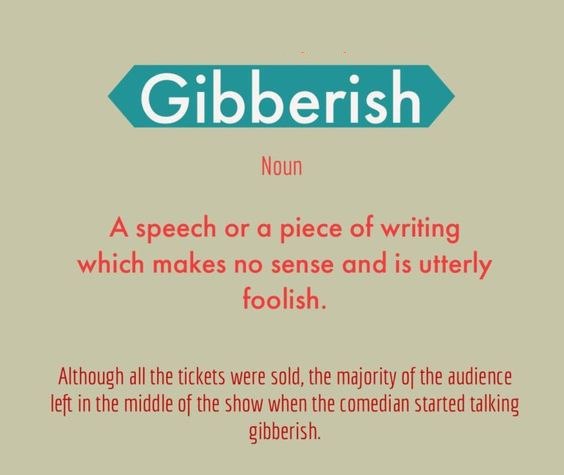 Gibberish
Noun
A speech or a piece of writing
which makes no sense and is utterly
foolish.
Although all the tickets were sold, the majority of the audience
left in the middle of the show when the comedian started talking
gibberish.